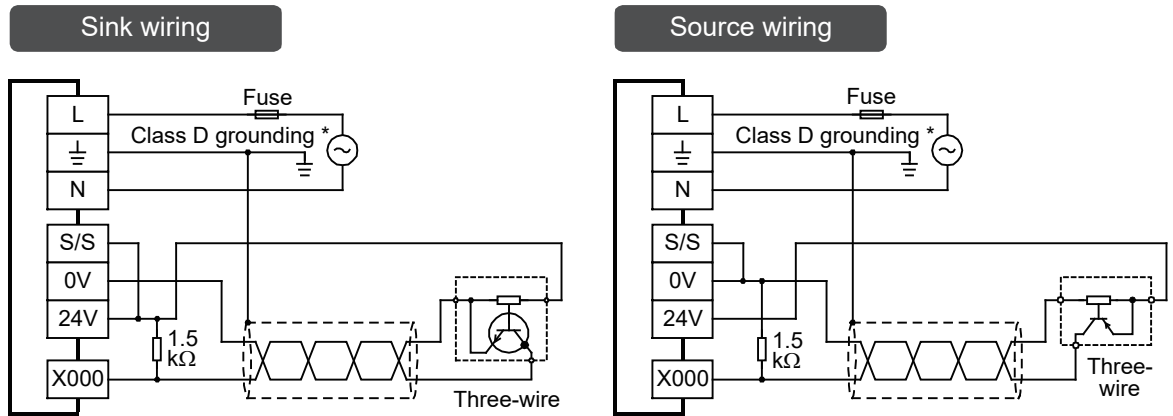 Sink wiring
L
Fuse
Class D grounding *
N
S/S
0V
24V
1.5
kΩ
X000
Three-wire
Source wiring
L
Fuse
Class D grounding *
N
S/S
0V
24V
1.5
kΩ
X000
Three-
wire